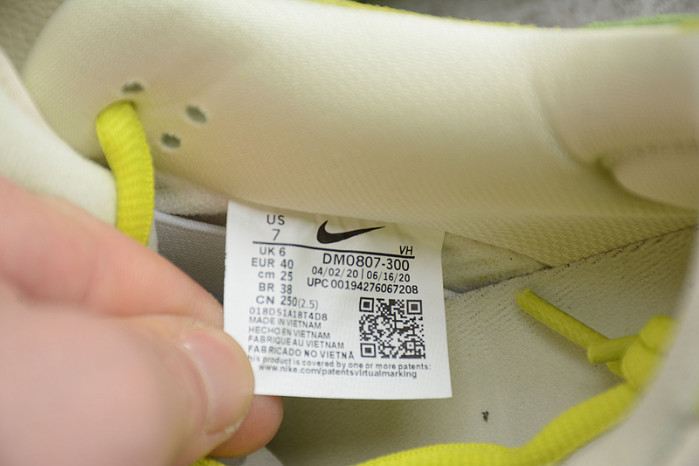 US
7
VH
UK 6
EUR 40
cm 25
BR 38
CN 250(2.5)
DM0807-300
04/02/20 | 06/16/20
UPC00194276067208
018D51A18T4D8
MADE IN VIETNAM
HECHO EN VIETNAM
FABRIQUE AU VIETNAM
FABRICADO NO VIETNÃ
his product is covered by one or more patents:
www.nike.com/patentsvirtualmarking